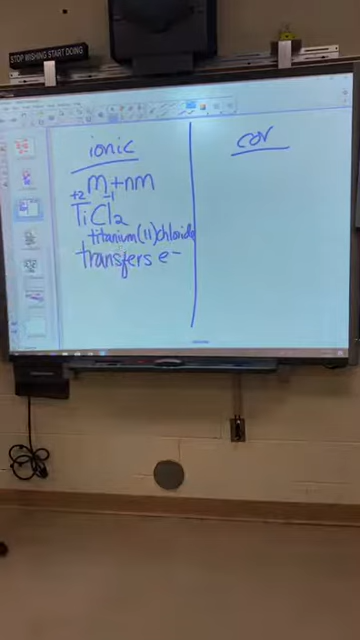 STOP WISHING START DOING
ionic
cov
m + nm
+2 -1
TiCl₂
titanium(II)chloride
transfers e−